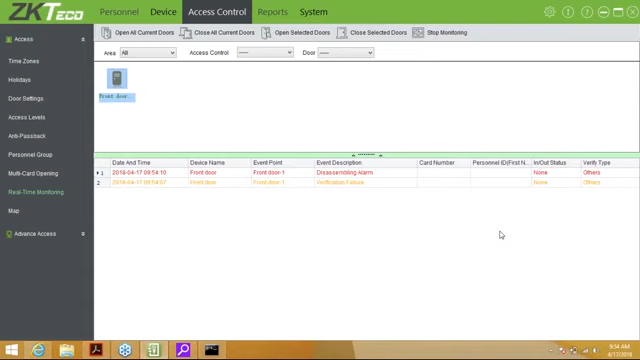 ZKTeco
Personnel Device Access Control Reports System
Access
Open All Current Doors Close All Current Doors Open Selected Doors Close Selected Doors Stop Monitoring
Area All Access Control ----- Door -----
Time Zones
Holidays
Door Settings
Access Levels
Anti-Passback
Personnel Group
Multi-Card Opening
Real-Time Monitoring
Map
Advance Access
Front door...
Date And Time Device Name Event Point Event Description Card Number Personnel ID(First N... In/Out Status Verify Type
1 2018-04-17 09:54:10 Front door Front door-1 Disassembling Alarm None Others
2 2018-04-17 09:54:07 Front door Front door-1 Verification Failure None Others
9:54 AM
4/17/2018